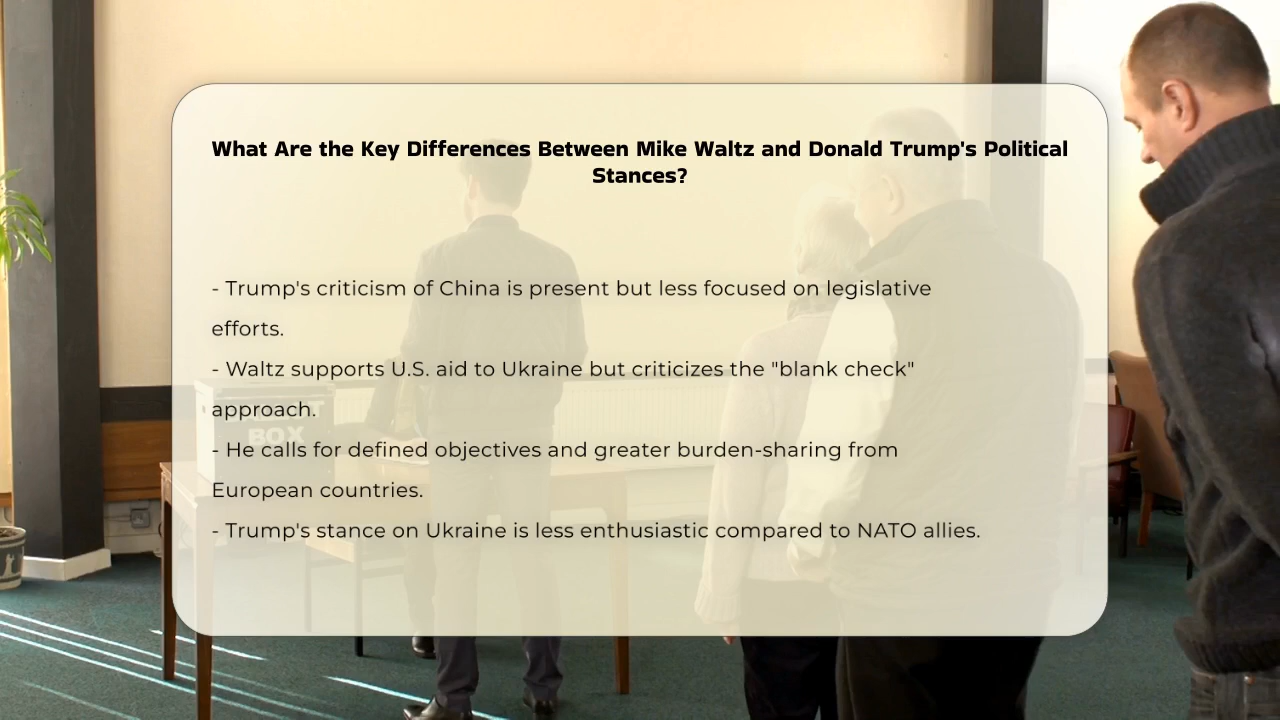 What Are the Key Differences Between Mike Waltz and Donald Trump's Political
Stances?
- Trump's criticism of China is present but less focused on legislative
efforts.
- Waltz supports U.S. aid to Ukraine but criticizes the "blank check"
approach.
BOX
- He calls for defined objectives and greater burden-sharing from
European countries.
- Trump's stance on Ukraine is less enthusiastic compared to NATO allies.